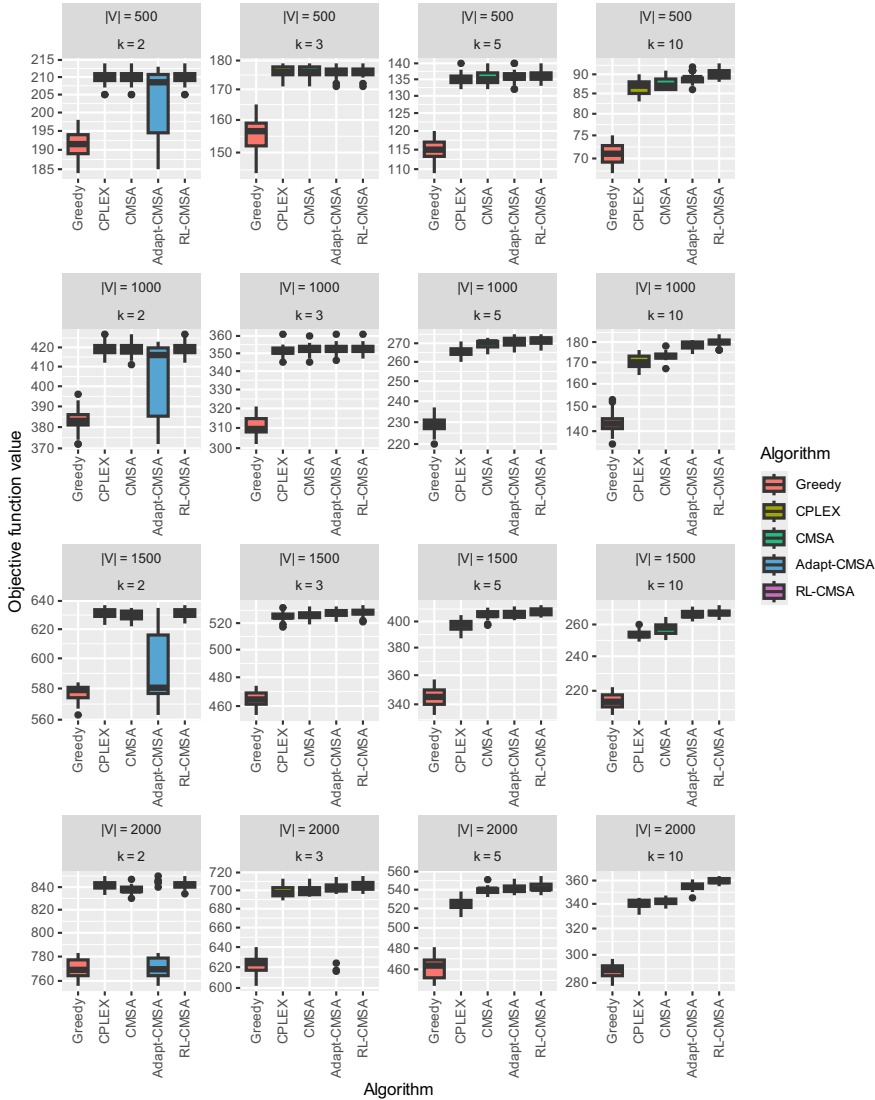 |V| = 500
k = 2
215
210
205
200
195
190
185
Greedy
CPLEX
CMSA
Adapt-CMSA
RL-CMSA
|V| = 500
k = 3
180
170
160
150
Greedy
CPLEX
CMSA
Adapt-CMSA
RL-CMSA
|V| = 500
k = 5
140
135
130
125
120
115
110
Greedy
CPLEX
CMSA
Adapt-CMSA
RL-CMSA
|V| = 500
k = 10
90
85
80
75
70
Greedy
CPLEX
CMSA
Adapt-CMSA
RL-CMSA
|V| = 1000
k = 2
420
410
400
390
380
370
Greedy
CPLEX
CMSA
Adapt-CMSA
RL-CMSA
|V| = 1000
k = 3
360
350
340
330
320
310
300
Greedy
CPLEX
CMSA
Adapt-CMSA
RL-CMSA
|V| = 1000
k = 5
270
260
250
240
230
220
Greedy
CPLEX
CMSA
Adapt-CMSA
RL-CMSA
|V| = 1000
k = 10
180
170
160
150
140
Greedy
CPLEX
CMSA
Adapt-CMSA
RL-CMSA
|V| = 1500
k = 2
640
620
600
580
560
Greedy
CPLEX
CMSA
Adapt-CMSA
RL-CMSA
|V| = 1500
k = 3
520
500
480
460
Greedy
CPLEX
CMSA
Adapt-CMSA
RL-CMSA
|V| = 1500
k = 5
400
380
360
340
Greedy
CPLEX
CMSA
Adapt-CMSA
RL-CMSA
|V| = 1500
k = 10
260
240
220
Greedy
CPLEX
CMSA
Adapt-CMSA
RL-CMSA
|V| = 2000
k = 2
840
820
800
780
760
Greedy
CPLEX
CMSA
Adapt-CMSA
RL-CMSA
|V| = 2000
k = 3
720
700
680
660
640
620
600
Greedy
CPLEX
CMSA
Adapt-CMSA
RL-CMSA
|V| = 2000
k = 5
560
540
520
500
480
460
Greedy
CPLEX
CMSA
Adapt-CMSA
RL-CMSA
|V| = 2000
k = 10
360
340
320
300
280
Greedy
CPLEX
CMSA
Adapt-CMSA
RL-CMSA
Objective function value
Algorithm
Algorithm
Greedy
CPLEX
CMSA
Adapt-CMSA
RL-CMSA